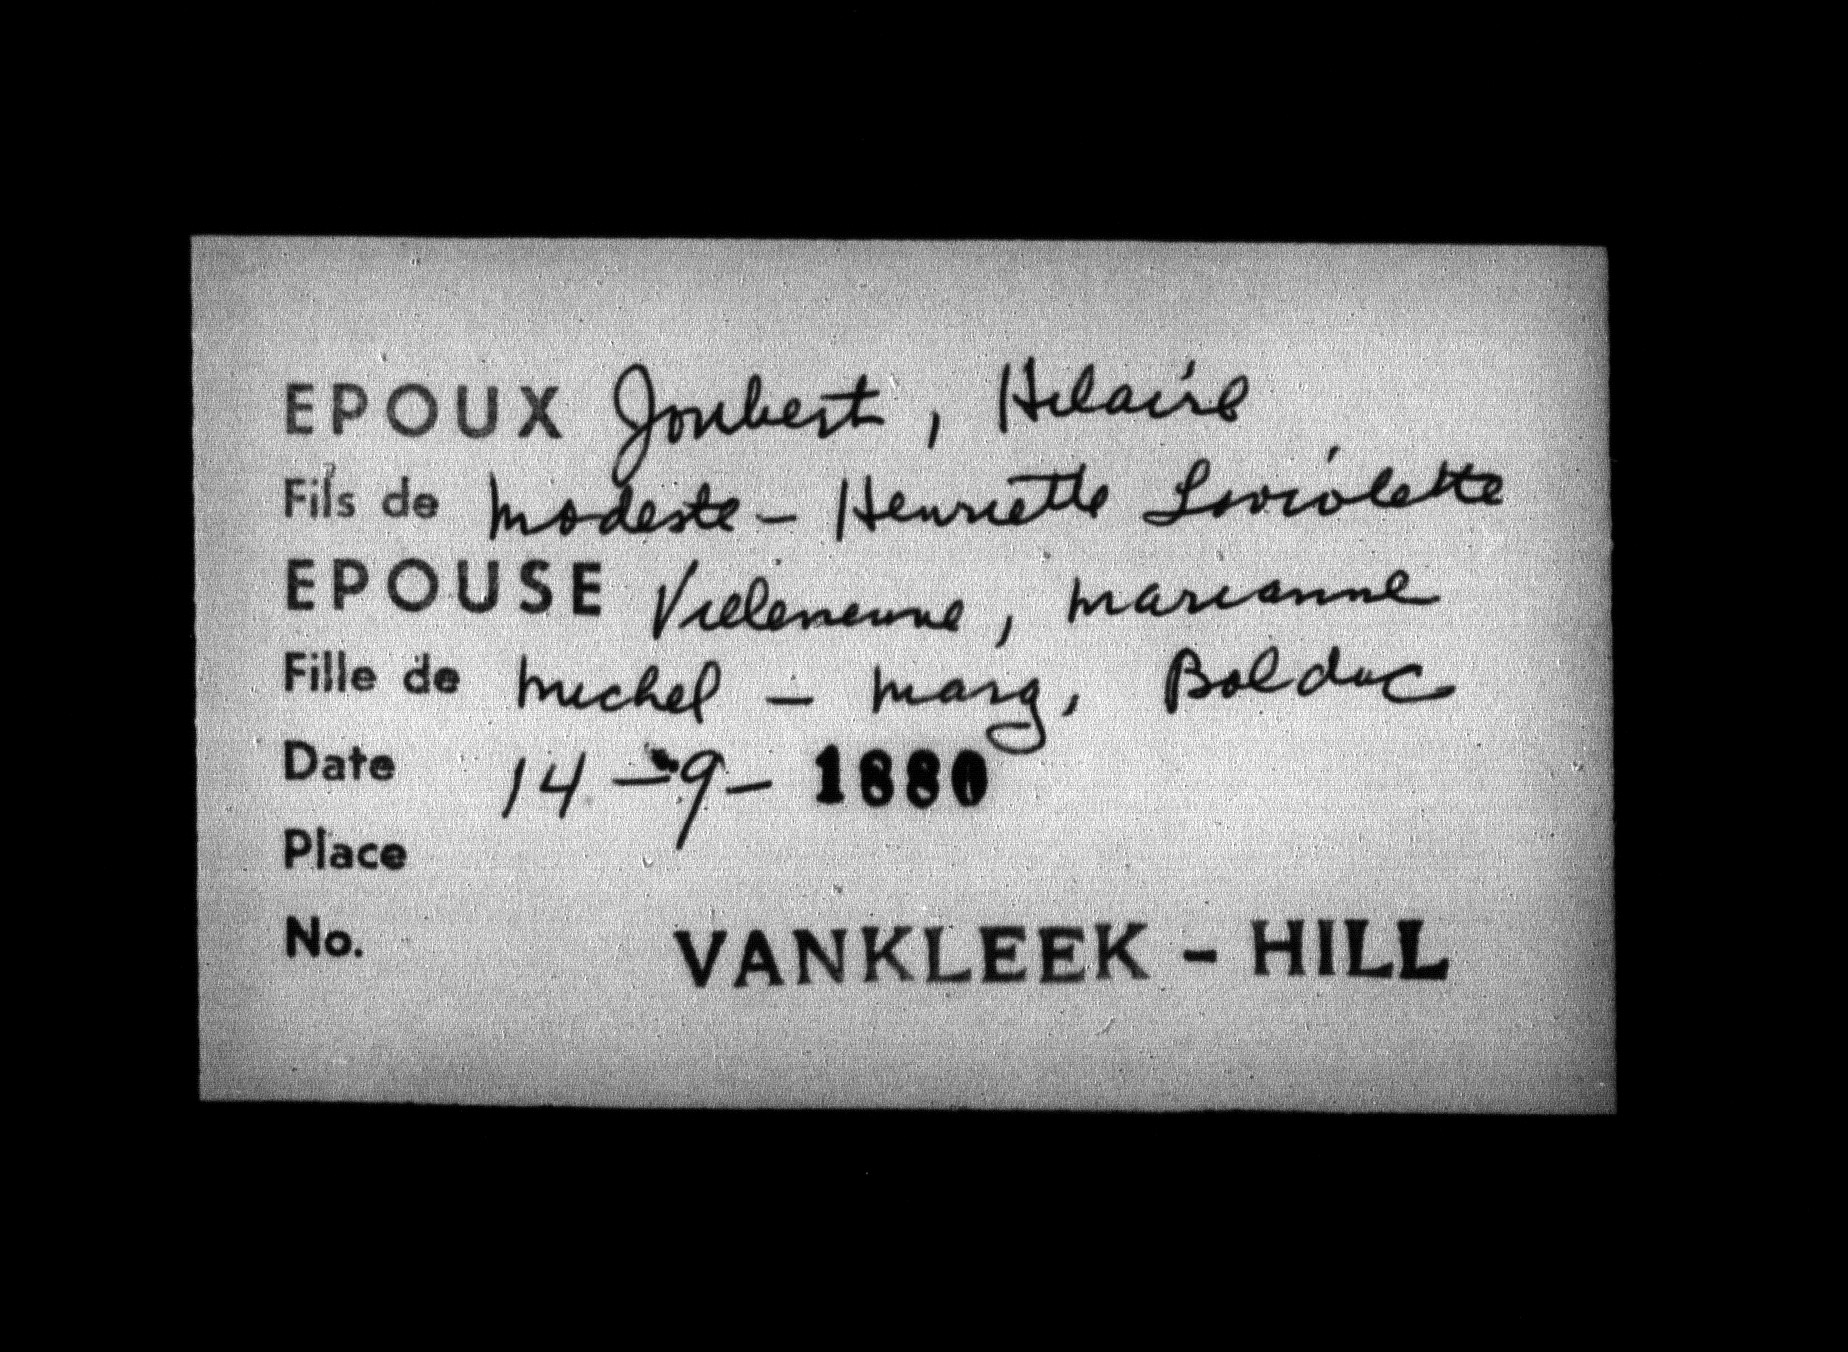 EPOUX Joubert, Hilaire
Fils de Modeste - Henriette Laviolette
EPOUSE Villeneuve, Marianne
Fille de Michel - Marg, Bolduc
Date 14-9-1880
Place
No.
VANKLEEK - HILL